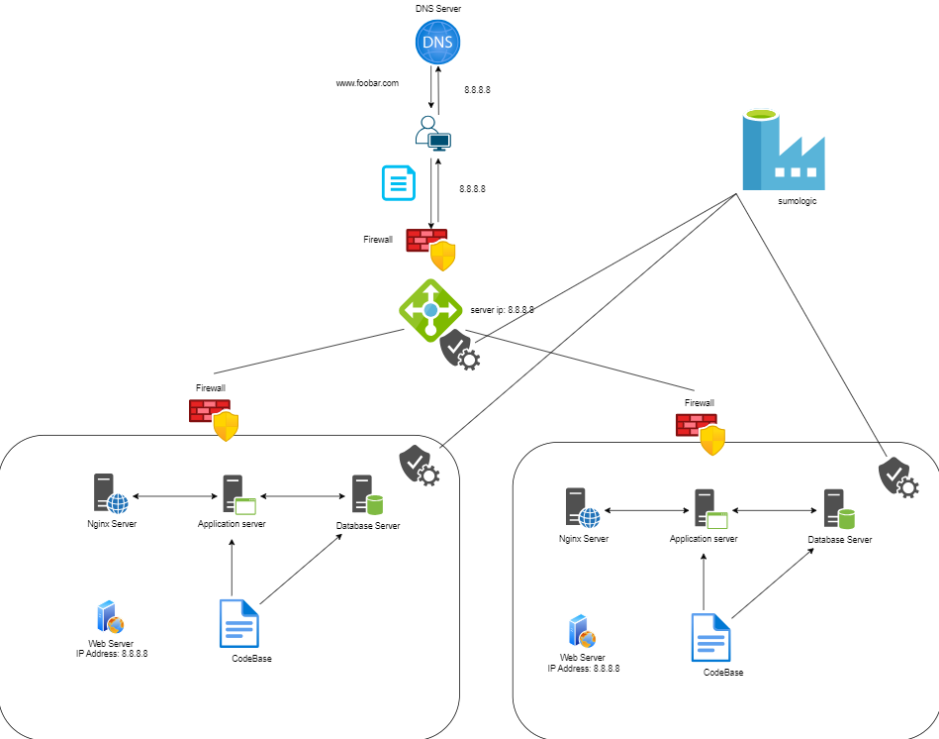 DNS Server
DNS
www.foobar.com
8.8.8.8
8.8.8.8
sumologic
Firewall
server ip: 8.8.8.8
Firewall
Firewall
Nginx Server
Application server
Database Server
Nginx Server
Application server
Database Server
Web Server
IP Address: 8.8.8.8
CodeBase
Web Server
IP Address: 8.8.8.8
CodeBase